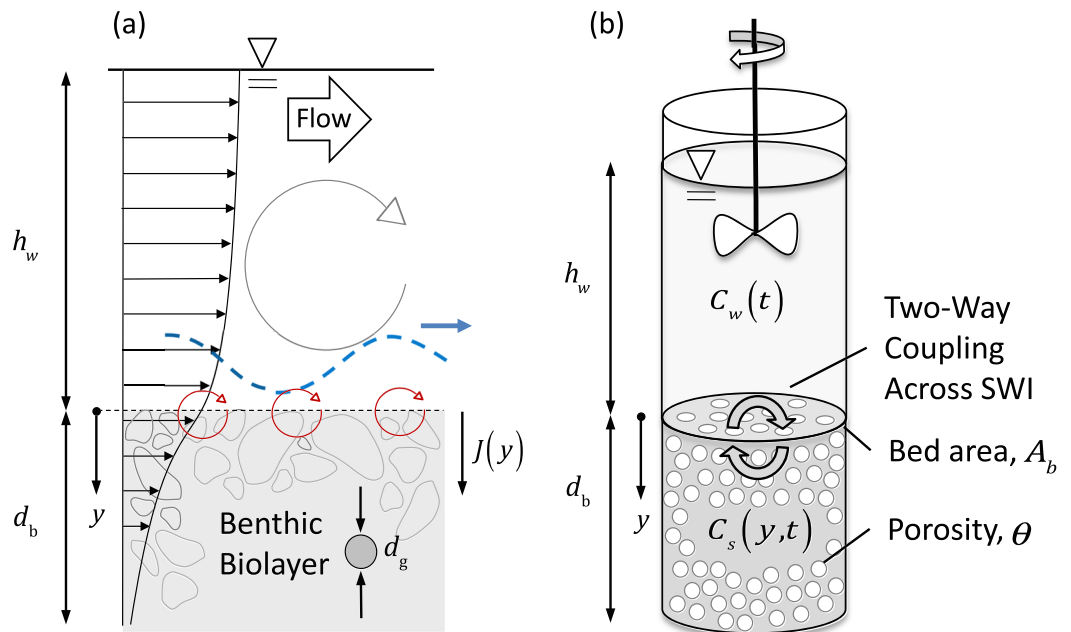 (a)
Flow
h_w
J(y)
d_b
y
Benthic
Biolayer
d_g
(b)
h_w
C_w(t)
Two-Way
Coupling
Across SWI
Bed area, A_b
d_b
y
C_s(y,t)
Porosity, θ